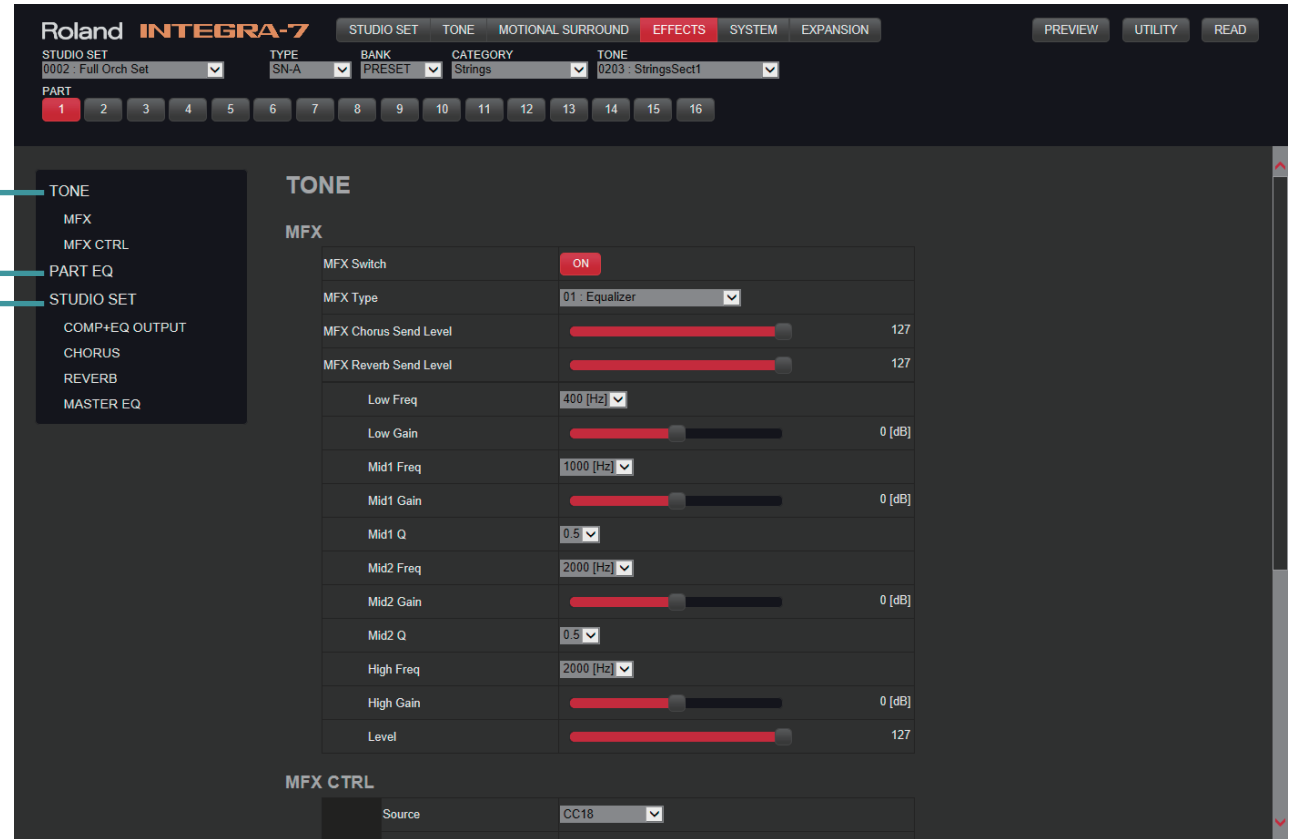 Roland INTEGRA-7 STUDIO SET TONE MOTIONAL SURROUND EFFECTS SYSTEM EXPANSION PREVIEW UTILITY READ
STUDIO SET TYPE BANK CATEGORY TONE
0002 : Full Orch Set SN-A PRESET Strings 0203 : StringsSect1
PART
1 2 3 4 5 6 7 8 9 10 11 12 13 14 15 16
TONE
MFX
MFX CTRL
PART EQ
STUDIO SET
COMP+EQ OUTPUT
CHORUS
REVERB
MASTER EQ
TONE
MFX
MFX Switch ON
MFX Type 01 : Equalizer
MFX Chorus Send Level 127
MFX Reverb Send Level 127
Low Freq 400 [Hz]
Low Gain 0 [dB]
Mid1 Freq 1000 [Hz]
Mid1 Gain 0 [dB]
Mid1 Q 0.5
Mid2 Freq 2000 [Hz]
Mid2 Gain 0 [dB]
Mid2 Q 0.5
High Freq 2000 [Hz]
High Gain 0 [dB]
Level 127
MFX CTRL
Source CC18